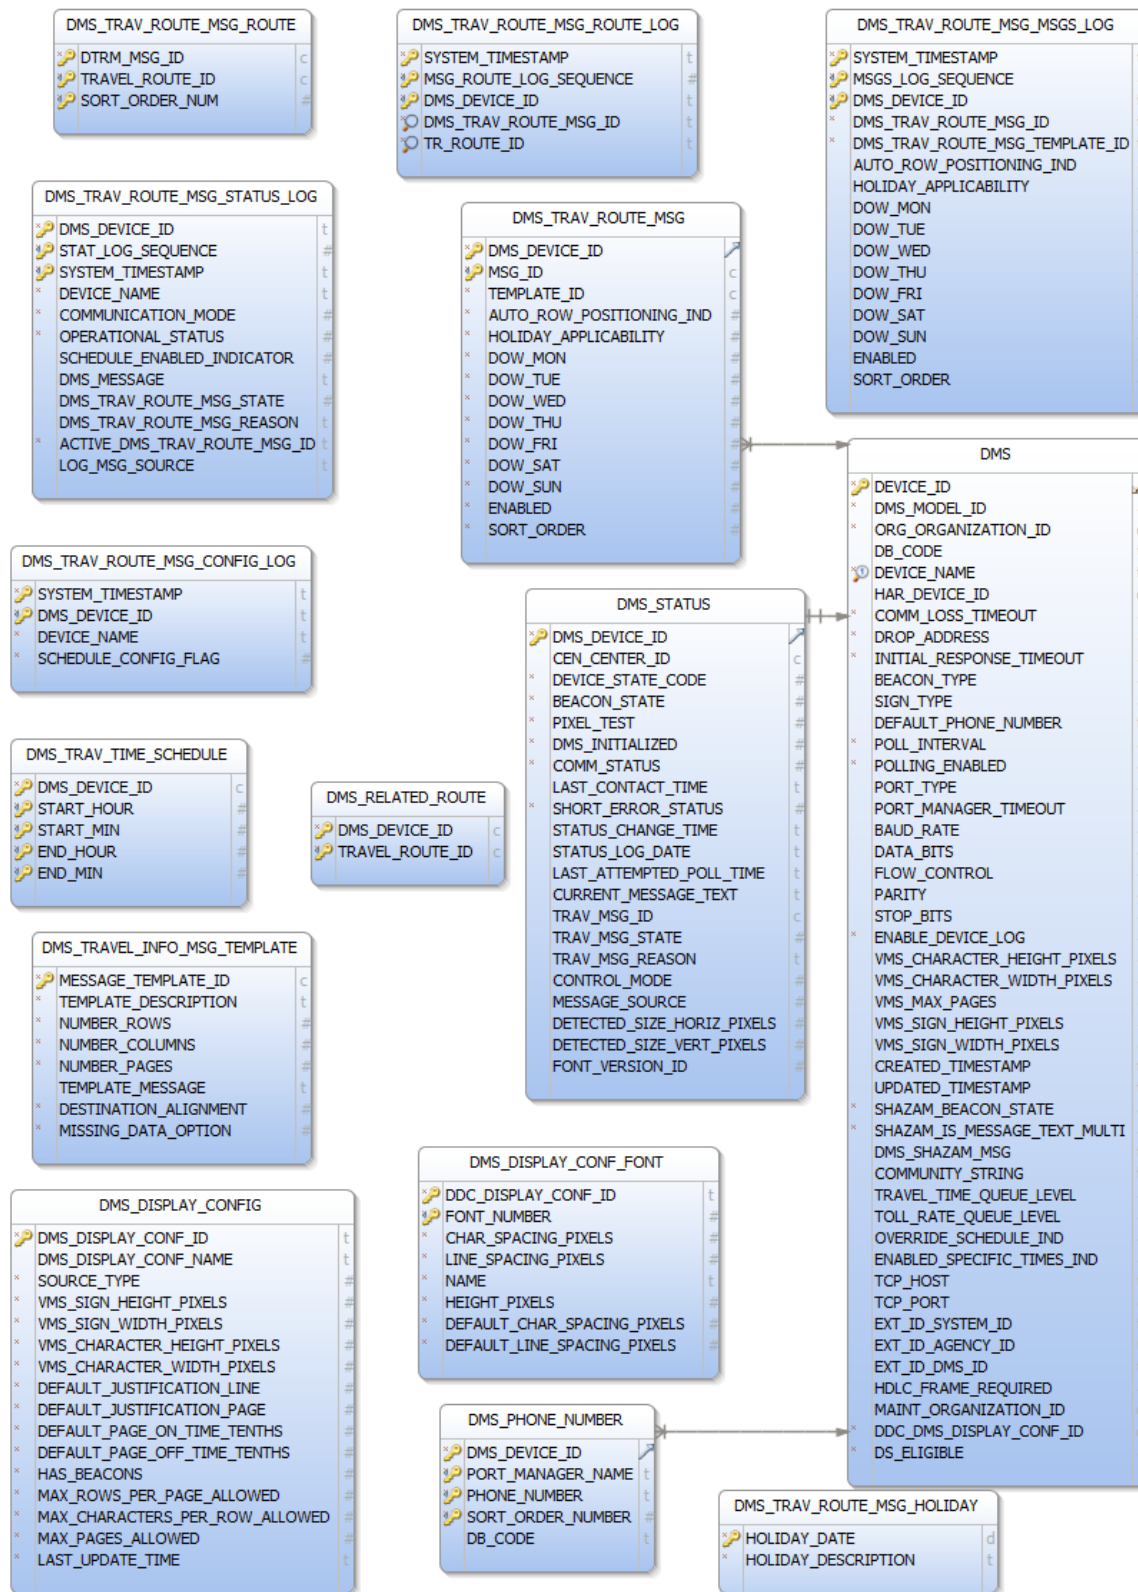 DMS_TRAV_ROUTE_MSG_ROUTE
DTRM_MSG_ID c
TRAVEL_ROUTE_ID c
SORT_ORDER_NUM #
DMS_TRAV_ROUTE_MSG_ROUTE_LOG
SYSTEM_TIMESTAMP t
MSG_ROUTE_LOG_SEQUENCE #
DMS_DEVICE_ID t
DMS_TRAV_ROUTE_MSG_ID t
TR_ROUTE_ID t
DMS_TRAV_ROUTE_MSG_MSGS_LOG
SYSTEM_TIMESTAMP
MSGS_LOG_SEQUENCE
DMS_DEVICE_ID
DMS_TRAV_ROUTE_MSG_ID
DMS_TRAV_ROUTE_MSG_TEMPLATE_ID
AUTO_ROW_POSITIONING_IND
HOLIDAY_APPLICABILITY
DOW_MON
DOW_TUE
DOW_WED
DOW_THU
DOW_FRI
DOW_SAT
DOW_SUN
ENABLED
SORT_ORDER
DMS_TRAV_ROUTE_MSG_STATUS_LOG
DMS_DEVICE_ID t
STAT_LOG_SEQUENCE #
SYSTEM_TIMESTAMP t
DEVICE_NAME t
COMMUNICATION_MODE #
OPERATIONAL_STATUS #
SCHEDULE_ENABLED_INDICATOR #
DMS_MESSAGE t
DMS_TRAV_ROUTE_MSG_STATE #
DMS_TRAV_ROUTE_MSG_REASON t
ACTIVE_DMS_TRAV_ROUTE_MSG_ID t
LOG_MSG_SOURCE t
DMS_TRAV_ROUTE_MSG
DMS_DEVICE_ID
MSG_ID c
TEMPLATE_ID c
AUTO_ROW_POSITIONING_IND #
HOLIDAY_APPLICABILITY #
DOW_MON #
DOW_TUE #
DOW_WED #
DOW_THU #
DOW_FRI #
DOW_SAT #
DOW_SUN #
ENABLED #
SORT_ORDER #
DMS
DEVICE_ID
DMS_MODEL_ID
ORG_ORGANIZATION_ID
DB_CODE
DEVICE_NAME
HAR_DEVICE_ID
COMM_LOSS_TIMEOUT
DROP_ADDRESS
INITIAL_RESPONSE_TIMEOUT
BEACON_TYPE
SIGN_TYPE
DEFAULT_PHONE_NUMBER
POLL_INTERVAL
POLLING_ENABLED
PORT_TYPE
PORT_MANAGER_TIMEOUT
BAUD_RATE
DATA_BITS
FLOW_CONTROL
PARITY
STOP_BITS
ENABLE_DEVICE_LOG
VMS_CHARACTER_HEIGHT_PIXELS
VMS_CHARACTER_WIDTH_PIXELS
VMS_MAX_PAGES
VMS_SIGN_HEIGHT_PIXELS
VMS_SIGN_WIDTH_PIXELS
CREATED_TIMESTAMP
UPDATED_TIMESTAMP
SHAZAM_BEACON_STATE
SHAZAM_IS_MESSAGE_TEXT_MULTI
DMS_SHAZAM_MSG
COMMUNITY_STRING
TRAVEL_TIME_QUEUE_LEVEL
TOLL_RATE_QUEUE_LEVEL
OVERRIDE_SCHEDULE_IND
ENABLED_SPECIFIC_TIMES_IND
TCP_HOST
TCP_PORT
EXT_ID_SYSTEM_ID
EXT_ID_AGENCY_ID
EXT_ID_DMS_ID
HDLC_FRAME_REQUIRED
MAINT_ORGANIZATION_ID
DDC_DMS_DISPLAY_CONF_ID
DS_ELIGIBLE
DMS_TRAV_ROUTE_MSG_CONFIG_LOG
SYSTEM_TIMESTAMP t
DMS_DEVICE_ID t
DEVICE_NAME t
SCHEDULE_CONFIG_FLAG #
DMS_STATUS
DMS_DEVICE_ID
CEN_CENTER_ID c
DEVICE_STATE_CODE #
BEACON_STATE #
PIXEL_TEST #
DMS_INITIALIZED #
COMM_STATUS #
LAST_CONTACT_TIME t
SHORT_ERROR_STATUS #
STATUS_CHANGE_TIME t
STATUS_LOG_DATE t
LAST_ATTEMPTED_POLL_TIME t
CURRENT_MESSAGE_TEXT t
TRAV_MSG_ID c
TRAV_MSG_STATE #
TRAV_MSG_REASON t
CONTROL_MODE #
MESSAGE_SOURCE #
DETECTED_SIZE_HORIZ_PIXELS #
DETECTED_SIZE_VERT_PIXELS #
FONT_VERSION_ID #
DMS_TRAV_TIME_SCHEDULE
DMS_DEVICE_ID c
START_HOUR #
START_MIN #
END_HOUR #
END_MIN #
DMS_RELATED_ROUTE
DMS_DEVICE_ID c
TRAVEL_ROUTE_ID c
DMS_TRAVEL_INFO_MSG_TEMPLATE
MESSAGE_TEMPLATE_ID c
TEMPLATE_DESCRIPTION t
NUMBER_ROWS #
NUMBER_COLUMNS #
NUMBER_PAGES #
TEMPLATE_MESSAGE t
DESTINATION_ALIGNMENT #
MISSING_DATA_OPTION #
DMS_DISPLAY_CONF_FONT
DDC_DISPLAY_CONF_ID t
FONT_NUMBER #
CHAR_SPACING_PIXELS #
LINE_SPACING_PIXELS #
NAME t
HEIGHT_PIXELS #
DEFAULT_CHAR_SPACING_PIXELS #
DEFAULT_LINE_SPACING_PIXELS #
DMS_DISPLAY_CONFIG
DMS_DISPLAY_CONF_ID t
DMS_DISPLAY_CONF_NAME t
SOURCE_TYPE #
VMS_SIGN_HEIGHT_PIXELS #
VMS_SIGN_WIDTH_PIXELS #
VMS_CHARACTER_HEIGHT_PIXELS #
VMS_CHARACTER_WIDTH_PIXELS #
DEFAULT_JUSTIFICATION_LINE #
DEFAULT_JUSTIFICATION_PAGE #
DEFAULT_PAGE_ON_TIME_TENTHS #
DEFAULT_PAGE_OFF_TIME_TENTHS #
HAS_BEACONS #
MAX_ROWS_PER_PAGE_ALLOWED #
MAX_CHARACTERS_PER_ROW_ALLOWED #
MAX_PAGES_ALLOWED #
LAST_UPDATE_TIME t
DMS_PHONE_NUMBER
DMS_DEVICE_ID
PORT_MANAGER_NAME t
PHONE_NUMBER t
SORT_ORDER_NUMBER #
DB_CODE t
DMS_TRAV_ROUTE_MSG_HOLIDAY
HOLIDAY_DATE d
HOLIDAY_DESCRIPTION t